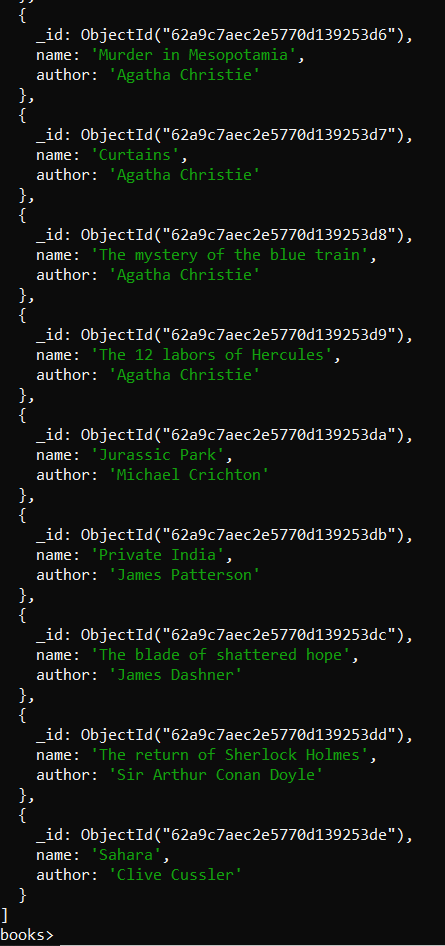 },
{
_id: ObjectId("62a9c7aec2e5770d139253d6"),
name: 'Murder in Mesopotamia',
author: 'Agatha Christie'
},
{
_id: ObjectId("62a9c7aec2e5770d139253d7"),
name: 'Curtains',
author: 'Agatha Christie'
},
{
_id: ObjectId("62a9c7aec2e5770d139253d8"),
name: 'The mystery of the blue train',
author: 'Agatha Christie'
},
{
_id: ObjectId("62a9c7aec2e5770d139253d9"),
name: 'The 12 labors of Hercules',
author: 'Agatha Christie'
},
{
_id: ObjectId("62a9c7aec2e5770d139253da"),
name: 'Jurassic Park',
author: 'Michael Crichton'
},
{
_id: ObjectId("62a9c7aec2e5770d139253db"),
name: 'Private India',
author: 'James Patterson'
},
{
_id: ObjectId("62a9c7aec2e5770d139253dc"),
name: 'The blade of shattered hope',
author: 'James Dashner'
},
{
_id: ObjectId("62a9c7aec2e5770d139253dd"),
name: 'The return of Sherlock Holmes',
author: 'Sir Arthur Conan Doyle'
},
{
_id: ObjectId("62a9c7aec2e5770d139253de"),
name: 'Sahara',
author: 'Clive Cussler'
}
]
books>